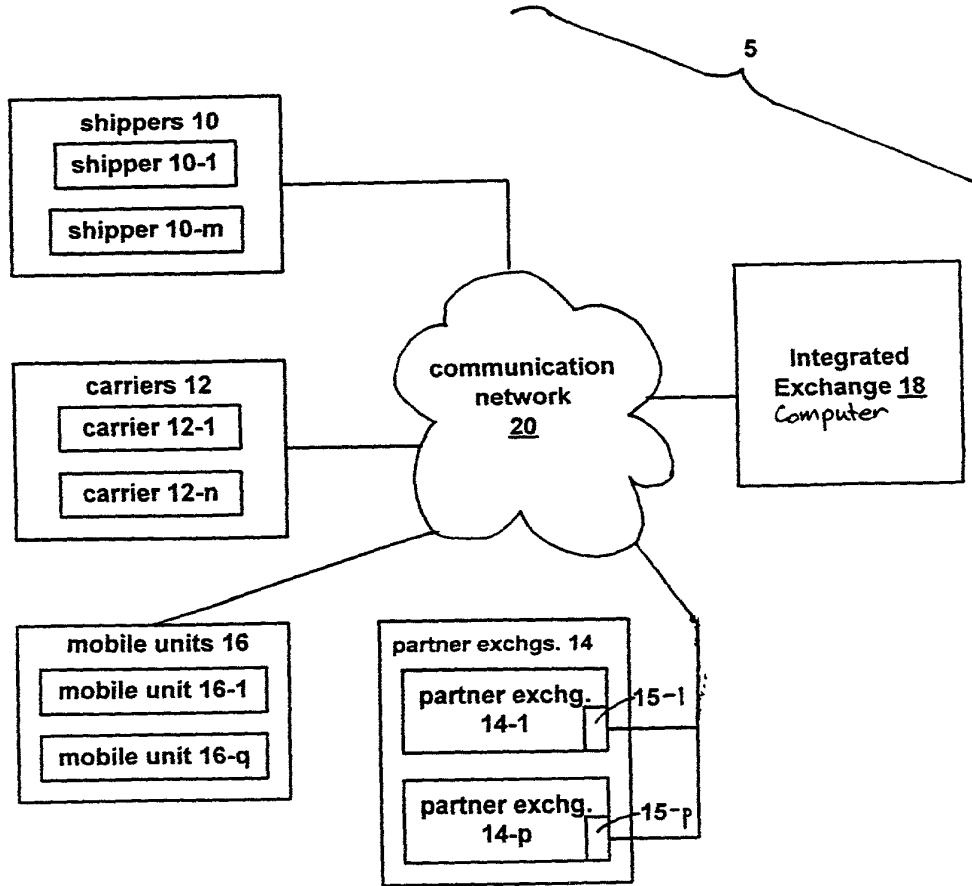 5
shippers 10
shipper 10-1
shipper 10-m
carriers 12
carrier 12-1
carrier 12-n
mobile units 16
mobile unit 16-1
mobile unit 16-q
communication
network
20
Integrated
Exchange 18
Computer
partner exchgs. 14
partner exchg.
14-1
15-1
partner exchg.
14-p
15-p